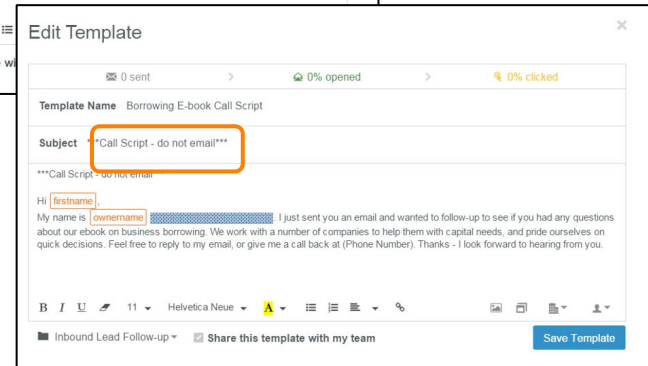 wi
Edit Template
×
0 sent > 0% opened > 0% clicked
Template Name Borrowing E-book Call Script
Subject ***Call Script - do not email***
***Call Script - do not email***
Hi firstname,
My name is ownername . I just sent you an email and wanted to follow-up to see if you had any questions
about our ebook on business borrowing. We work with a number of companies to help them with capital needs, and pride ourselves on
quick decisions. Feel free to reply to my email, or give me a call back at (Phone Number). Thanks - I look forward to hearing from you.
B I U 11 Helvetica Neue A
Inbound Lead Follow-up Share this template with my team Save Template